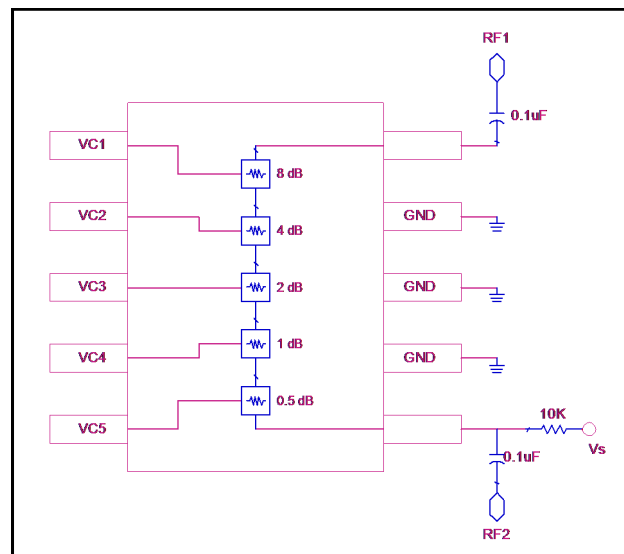 RF1
0.1uF
VC1
8 dB
VC2
4 dB
GND
VC3
2 dB
GND
VC4
1 dB
GND
VC5
0.5 dB
10K
Vs
0.1uF
RF2